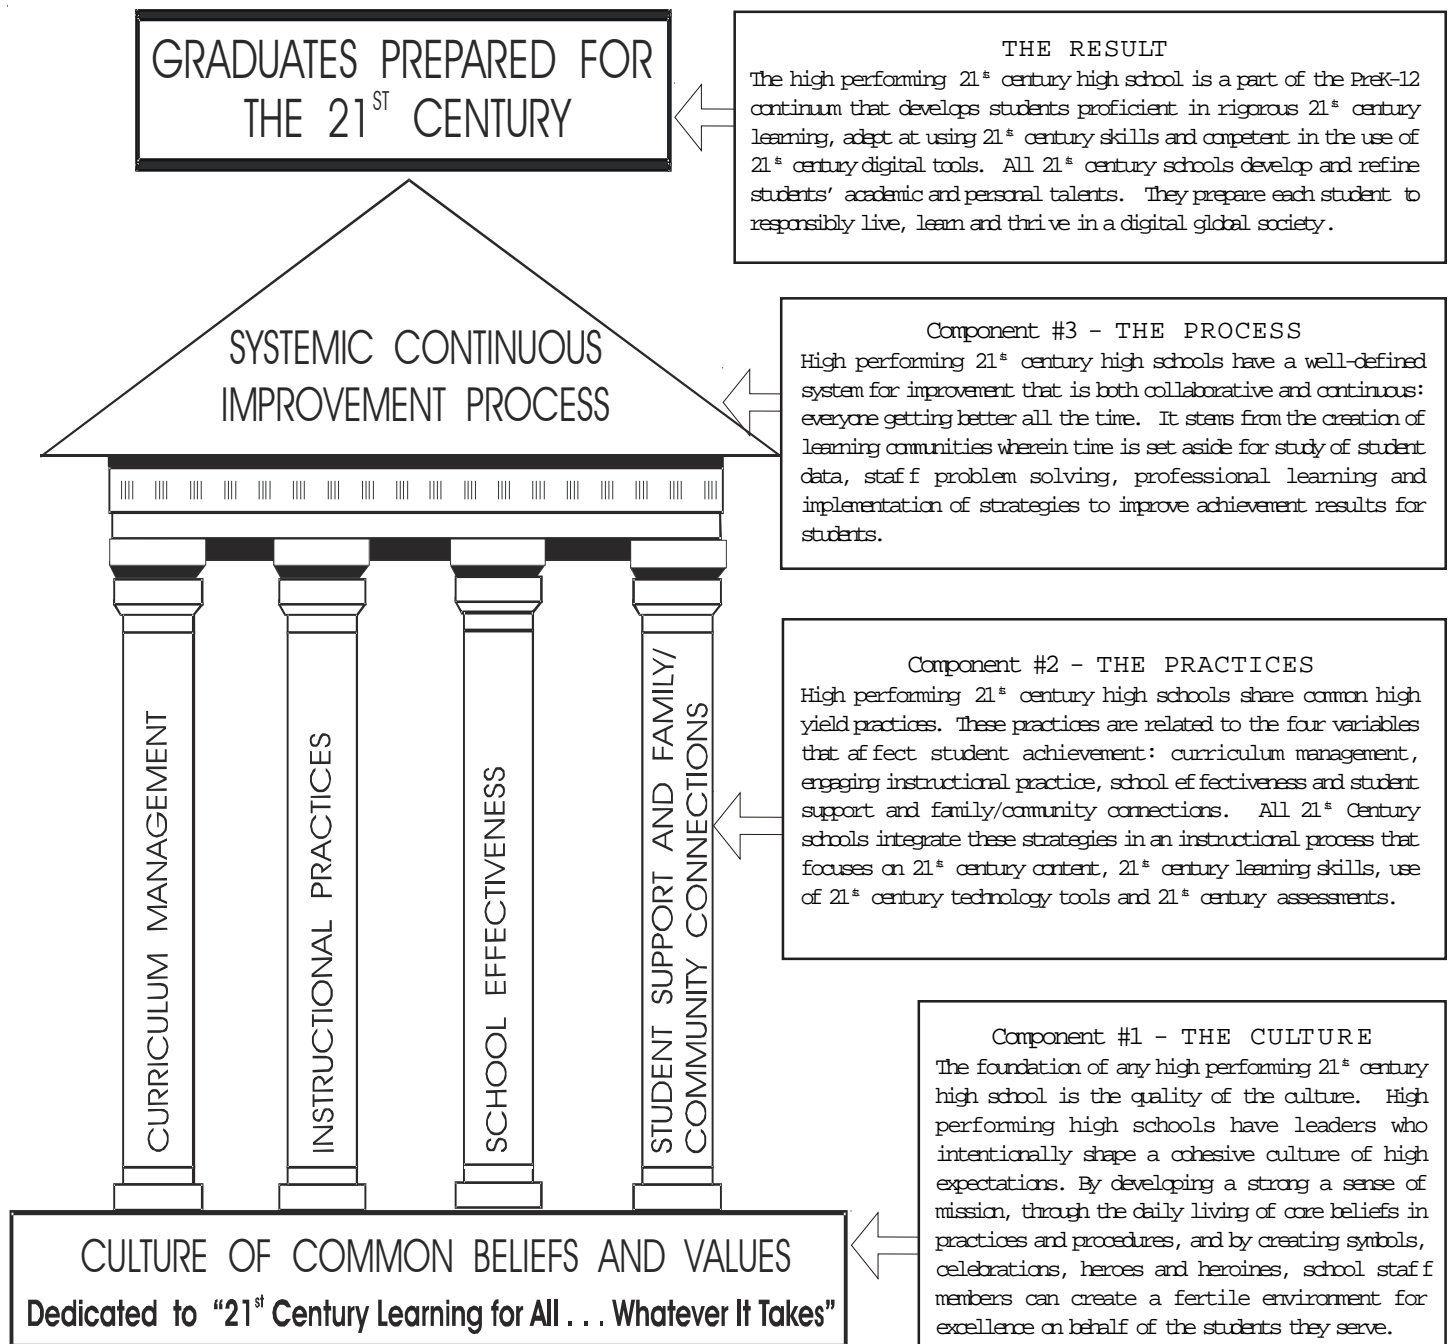 GRADUATES PREPARED FOR
THE 21ST CENTURY
THE RESULT
The high performing 21st century high school is a part of the PreK-12
continuum that develops students proficient in rigorous 21st century
learning, adept at using 21st century skills and competent in the use of
21st century digital tools. All 21st century schools develop and refine
students' academic and personal talents. They prepare each student to
responsibly live, learn and thrive in a digital global society.
SYSTEMIC CONTINUOUS
IMPROVEMENT PROCESS
Component #3 - THE PROCESS
High performing 21st century high schools have a well-defined
system for improvement that is both collaborative and continuous:
everyone getting better all the time. It stems from the creation of
learning communities wherein time is set aside for study of student
data, staff problem solving, professional learning and
implementation of strategies to improve achievement results for
students.
CURRICULUM MANAGEMENT
INSTRUCTIONAL PRACTICES
SCHOOL EFFECTIVENESS
STUDENT SUPPORT AND FAMILY/
COMMUNITY CONNECTIONS
Component #2 - THE PRACTICES
High performing 21st century high schools share common high
yield practices. These practices are related to the four variables
that affect student achievement: curriculum management,
engaging instructional practice, school effectiveness and student
support and family/community connections. All 21st Century
schools integrate these strategies in an instructional process that
focuses on 21st century content, 21st century learning skills, use
of 21st century technology tools and 21st century assessments.
CULTURE OF COMMON BELIEFS AND VALUES
Dedicated to “21st Century Learning for All . . . Whatever It Takes”
Component #1 - THE CULTURE
The foundation of any high performing 21st century
high school is the quality of the culture. High
performing high schools have leaders who
intentionally shape a cohesive culture of high
expectations. By developing a strong a sense of
mission, through the daily living of core beliefs in
practices and procedures, and by creating symbols,
celebrations, heroes and heroines, school staff
members can create a fertile environment for
excellence on behalf of the students they serve.